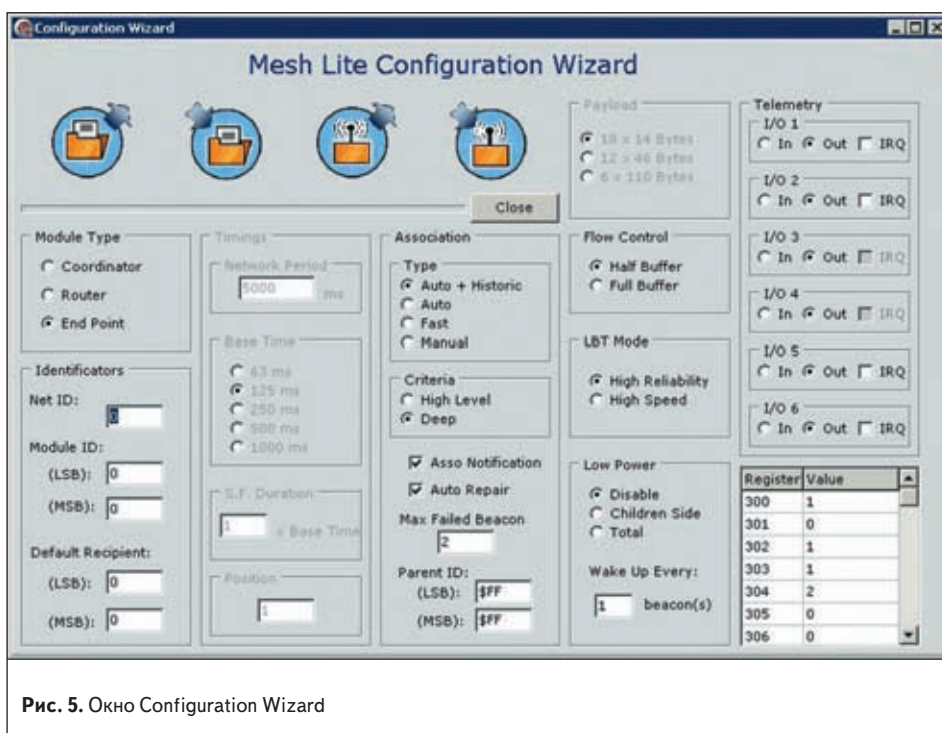 Configuration Wizard
Mesh Lite Configuration Wizard
Close
Module Type
Coordinator
Router
End Point
Identificators
Net ID:
0
Module ID:
(LSB): 0
(MSB): 0
Default Recipient:
(LSB): 0
(MSB): 0
Timings
Network Period
5000 ms
Base Time
63 ms
125 ms
250 ms
500 ms
1000 ms
S.F. Duration
1 x Base Time
Position
1
Association
Type
Auto + Historic
Auto
Fast
Manual
Criteria
High Level
Deep
Asso Notification
Auto Repair
Max Failed Beacon
2
Parent ID:
(LSB): $FF
(MSB): $FF
Payload
18 x 14 Bytes
12 x 46 Bytes
6 x 110 Bytes
Flow Control
Half Buffer
Full Buffer
LBT Mode
High Reliability
High Speed
Low Power
Disable
Children Side
Total
Wake Up Every:
1 beacon(s)
Telemetry
I/O 1
In Out IRQ
I/O 2
In Out IRQ
I/O 3
In Out IRQ
I/O 4
In Out IRQ
I/O 5
In Out IRQ
I/O 6
In Out IRQ
Register Value
300 1
301 0
302 1
303 1
304 2
305 0
306 0
Рис. 5. Окно Configuration Wizard